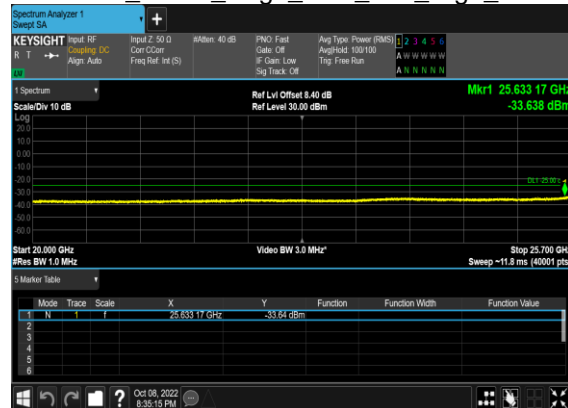 Spectrum Analyzer 1
Swept SA
+
KEYSIGHT Input: RF Input Z: 50 Ω #Atten: 40 dB PNO: Fast Avg Type: Power (RMS) 1 2 3 4 5 6
R T Coupling: DC Corr CCorr Gate: Off Avg|Hold: 100/100 A W W W W W
Align: Auto Freq Ref: Int (S) IF Gain: Low Trig: Free Run
LW Sig Track: Off A N N N N N
1 Spectrum Ref Lvl Offset 8.40 dB Mkr1 25.633 17 GHz
Scale/Div 10 dB Ref Level 30.00 dBm -33.638 dBm
Log
20.0
10.0
0.00
-10.0
-20.0
DL1 -25.00
-30.0
-40.0
-50.0
-60.0
Start 20.000 GHz Video BW 3.0 MHz* Stop 25.700 GHz
#Res BW 1.0 MHz Sweep ~11.8 ms (40001 pts
5 Marker Table
Mode Trace Scale X Y Function Function Width Function Value
1 N 1 f 25.633 17 GHz -33.64 dBm
2
3
4
5
6
? Oct 08, 2022
8:35:15 PM